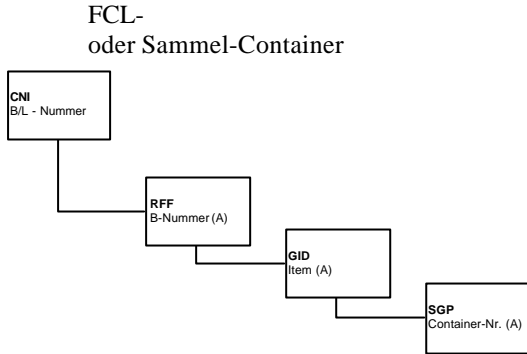 FCL-
oder Sammel-Container
CNI
B/L - Nummer
RFF
B-Nummer (A)
GID
Item (A)
SGP
Container-Nr. (A)